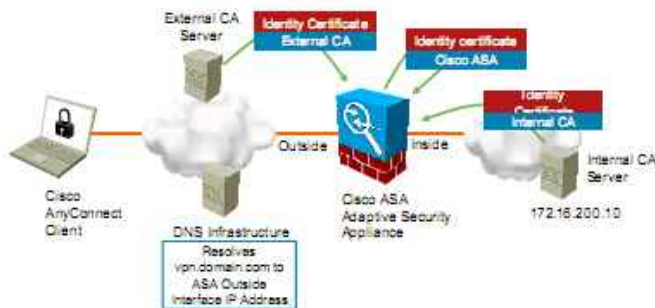 External CA
Server
Identity Certificate
External CA
Identity certificate
Cisco ASA
Identity
Certificate
Internal CA
Outside
Inside
Cisco
AnyConnect
Client
DNS Infrastructure
Resolves
vpn.domain.com to
ASA Outside
Interface IP Address
Cisco ASA
Adaptive Security
Appliance
Internal CA
Server
172.16.200.10